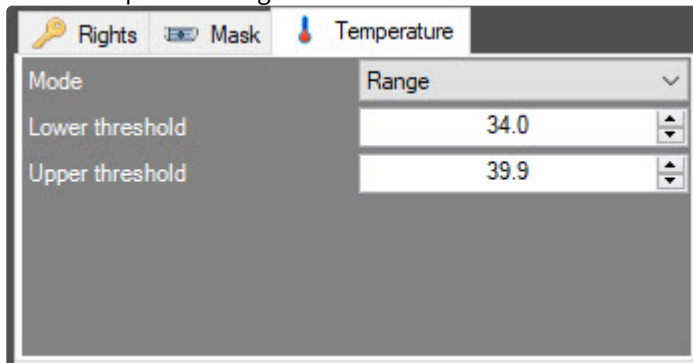 Rights Mask Temperature
Mode Range
Lower threshold 34.0
Upper threshold 39.9